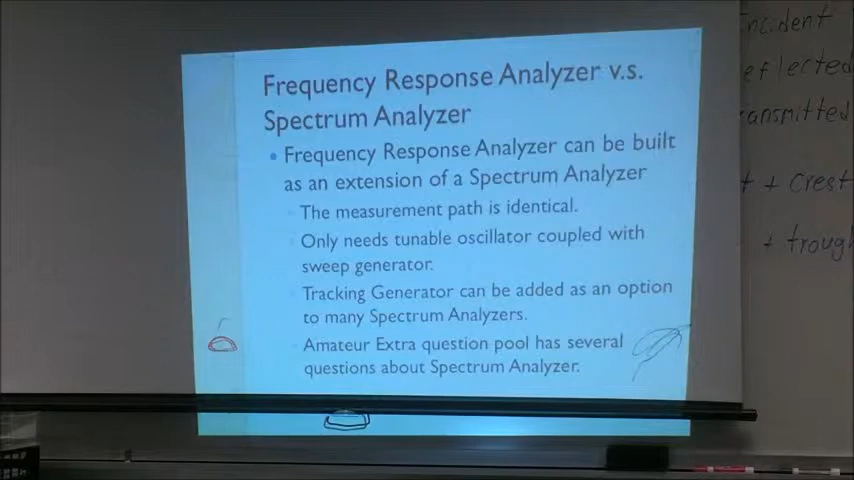 Frequency Response Analyzer v.s.
Spectrum Analyzer
Frequency Response Analyzer can be built
as an extension of a Spectrum Analyzer
The measurement path is identical.
Only needs tunable oscillator coupled with
sweep generator.
Tracking Generator can be added as an option
to many Spectrum Analyzers.
Amateur Extra question pool has several
questions about Spectrum Analyzer.
ncident
eflected
ansmitted
t + Crest
+ troug